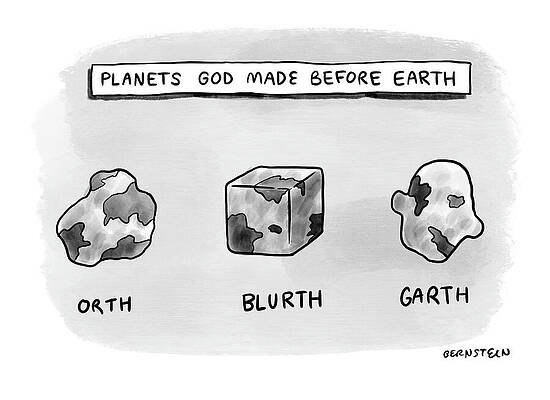 PLANETS GOD MADE BEFORE EARTH
ORTH
BLURTH
GARTH
BERNSTEIN